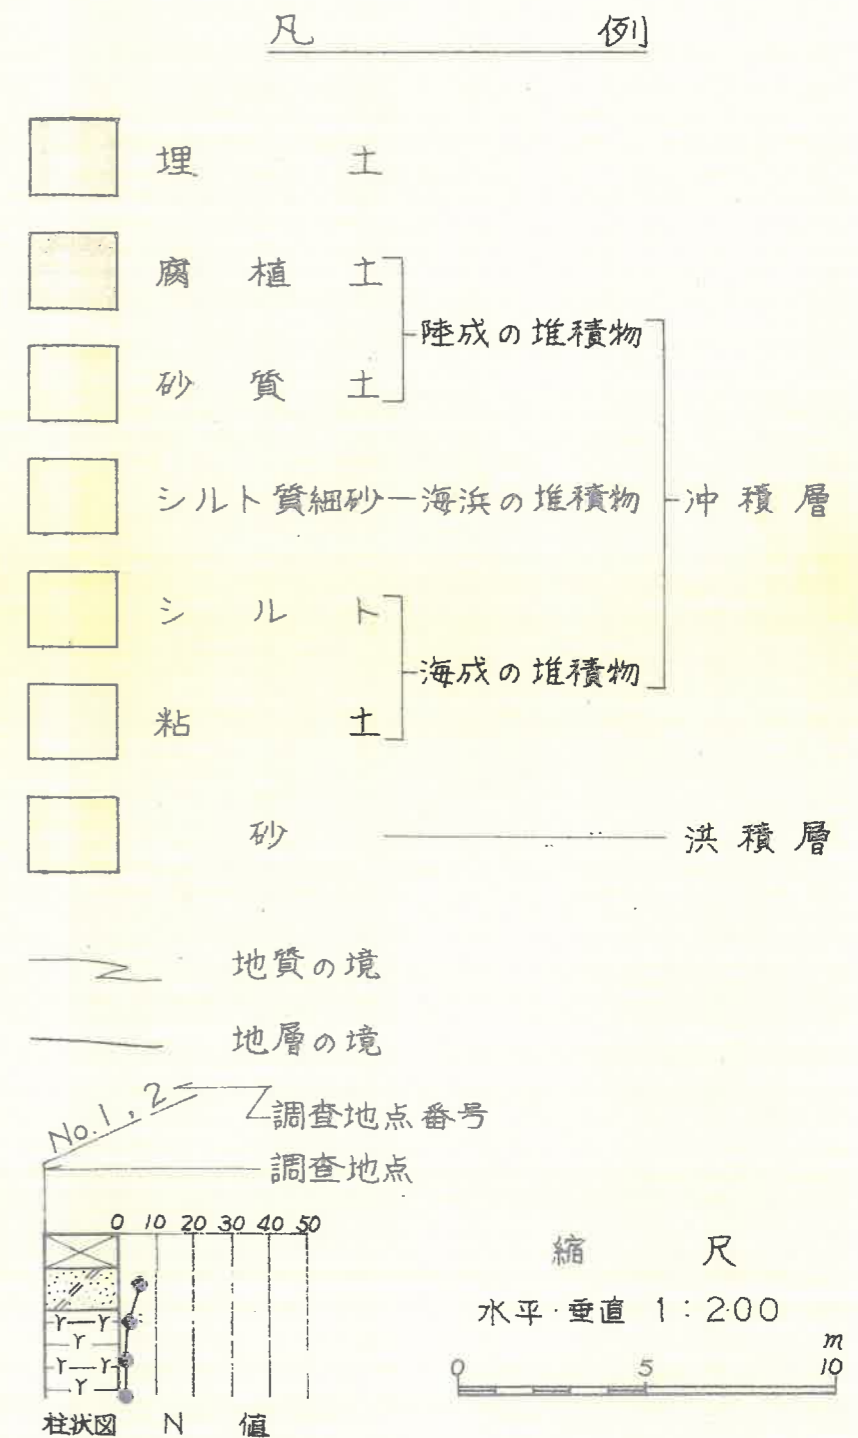 凡例
埋土
腐植土
陸成の堆積物
砂質土
シルト質細砂ー海浜の堆積物
沖積層
シルト
海成の堆積物
粘土
砂
洪積層
地質の境
地層の境
No.1,2
調査地点番号
調査地点
0 10 20 30 40 50
縮尺
水平・垂直 1:200
m
0 5 10
柱状図 N値